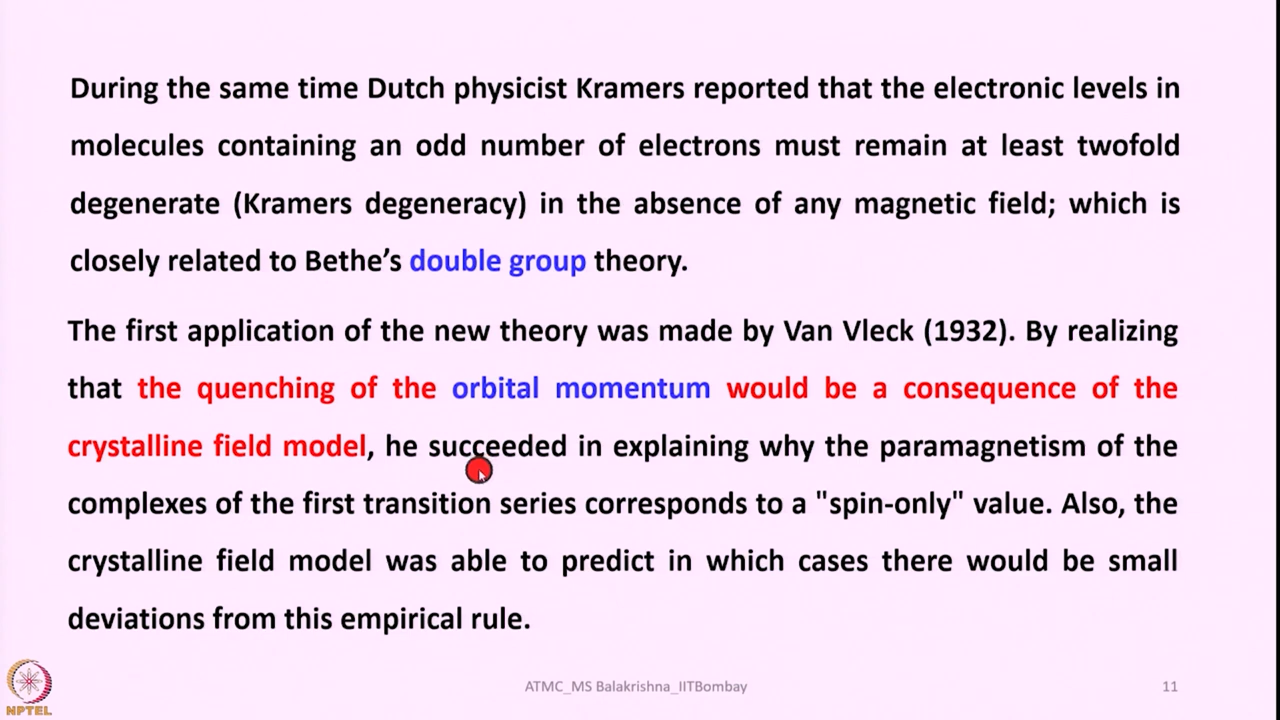 During the same time Dutch physicist Kramers reported that the electronic levels in
molecules containing an odd number of electrons must remain at least twofold
degenerate (Kramers degeneracy) in the absence of any magnetic field; which is
closely related to Bethe’s double group theory.
The first application of the new theory was made by Van Vleck (1932). By realizing
that the quenching of the orbital momentum would be a consequence of the
crystalline field model, he succeeded in explaining why the paramagnetism of the
complexes of the first transition series corresponds to a "spin-only" value. Also, the
crystalline field model was able to predict in which cases there would be small
deviations from this empirical rule.
NPTEL
ATMC_MS Balakrishna_IITBombay
11